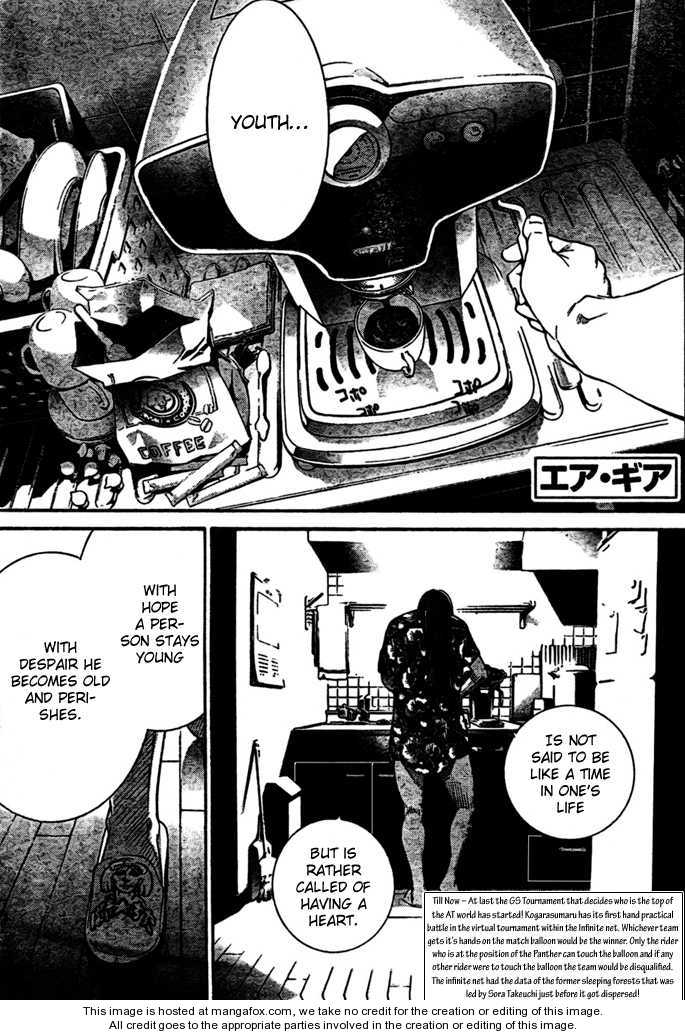 YOUTH...
コポ
コポ
コポ
コポ
COFFEE
エア・ギア
IS NOT
SAID TO BE
LIKE A TIME
IN ONE'S
LIFE
BUT IS
RATHER
CALLED OF
HAVING A
HEART.
WITH
HOPE
A PER-
SON STAYS
YOUNG
WITH
DESPAIR HE
BECOMES OLD
AND PERI-
SHES.
Till Now – At last the GS Tournament that decides who is the top of
the AT world has started! Kogarasumaru has its first hand practical
battle in the virtual tournament within the Infinite net. Whichever team
gets it's hands on the match balloon would be the winner. Only the rider
who is at the position of the Panther can touch the balloon and if any
other rider were to touch the balloon the team would be disqualified.
The infinite net had the data of the former sleeping forests that was
led by Sora Takeuchi just before it got dispersed!
This image is hosted at mangafox.com, we take no credit for the creation or editing of this image.
All credit goes to the appropriate parties involved in the creation or editing of this image.